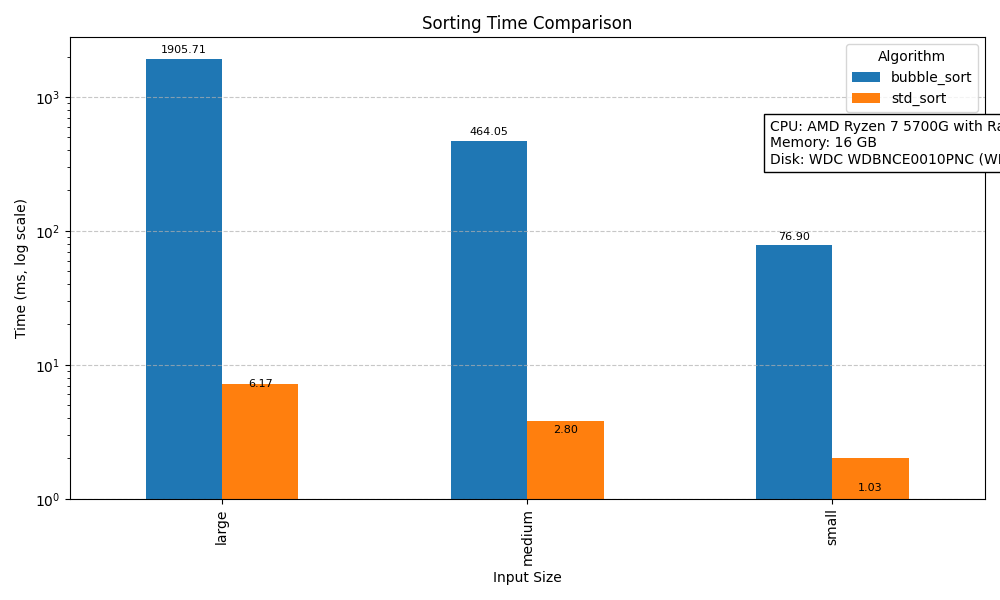 Sorting Time Comparison
Algorithm
bubble_sort
std_sort
CPU: AMD Ryzen 7 5700G with Ra
Memory: 16 GB
Disk: WDC WDBNCE0010PNC (WI
1905.71
464.05
76.90
6.17
2.80
1.03
10³
10²
10¹
10⁰
Time (ms, log scale)
large
medium
small
Input Size